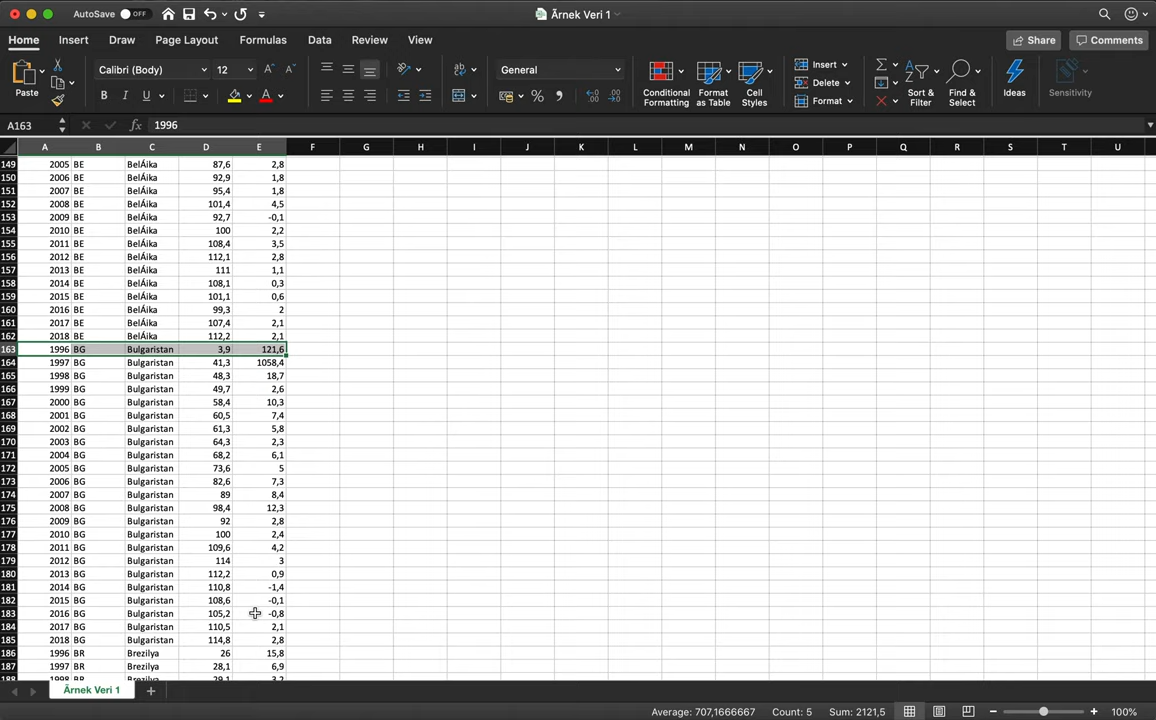 AutoSave OFF Ãrnek Veri 1
Home Insert Draw Page Layout Formulas Data Review View Share Comments
Paste Calibri (Body) 12 A A B I U A General % Conditional Formatting Format as Table Cell Styles Insert Delete Format Sort & Filter Find & Select Ideas Sensitivity
A163 fx 1996
A B C D E F G H I J K L M N O P Q R S T U
149 2005 BE BelÁika 87,6 2,8
150 2006 BE BelÁika 92,9 1,8
151 2007 BE BelÁika 95,4 1,8
152 2008 BE BelÁika 101,4 4,5
153 2009 BE BelÁika 92,7 -0,1
154 2010 BE BelÁika 100 2,2
155 2011 BE BelÁika 108,4 3,5
156 2012 BE BelÁika 112,1 2,8
157 2013 BE BelÁika 111 1,1
158 2014 BE BelÁika 108,1 0,3
159 2015 BE BelÁika 101,1 0,6
160 2016 BE BelÁika 99,3 2
161 2017 BE BelÁika 107,4 2,1
162 2018 BE BelÁika 112,2 2,1
163 1996 BG Bulgaristan 3,9 121,6
164 1997 BG Bulgaristan 41,3 1058,4
165 1998 BG Bulgaristan 48,3 18,7
166 1999 BG Bulgaristan 49,7 2,6
167 2000 BG Bulgaristan 58,4 10,3
168 2001 BG Bulgaristan 60,5 7,4
169 2002 BG Bulgaristan 61,3 5,8
170 2003 BG Bulgaristan 64,3 2,3
171 2004 BG Bulgaristan 68,2 6,1
172 2005 BG Bulgaristan 73,6 5
173 2006 BG Bulgaristan 82,6 7,3
174 2007 BG Bulgaristan 89 8,4
175 2008 BG Bulgaristan 98,4 12,3
176 2009 BG Bulgaristan 92 2,8
177 2010 BG Bulgaristan 100 2,4
178 2011 BG Bulgaristan 109,6 4,2
179 2012 BG Bulgaristan 114 3
180 2013 BG Bulgaristan 112,2 0,9
181 2014 BG Bulgaristan 110,8 -1,4
182 2015 BG Bulgaristan 108,6 -0,1
183 2016 BG Bulgaristan 105,2 -0,8
184 2017 BG Bulgaristan 110,5 2,1
185 2018 BG Bulgaristan 114,8 2,8
186 1996 BR Brezilya 26 15,8
187 1997 BR Brezilya 28,1 6,9
188 1998 BR Brezilya 29,1 3,2
Ãrnek Veri 1
Average: 707,1666667 Count: 5 Sum: 2121,5 100%